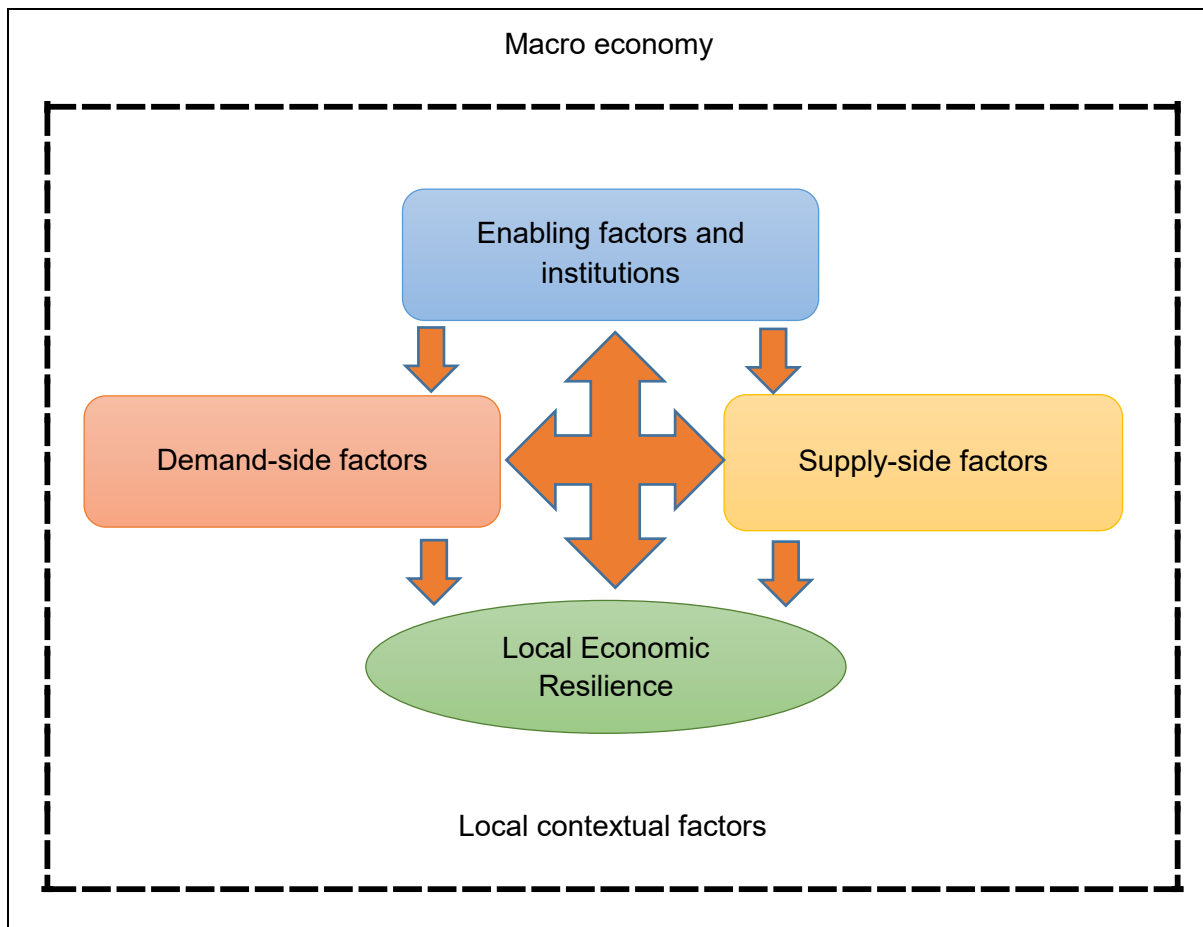 Macro economy
Enabling factors and
institutions
Demand-side factors
Supply-side factors
Local Economic
Resilience
Local contextual factors